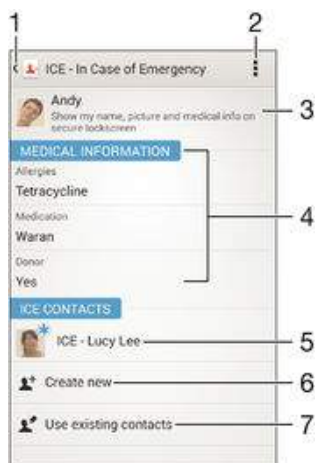 1 2
ICE - In Case of Emergency
Andy
3
Show my name, picture and medical info on
secure lockscreen
MEDICAL INFORMATION
Allergies
Tetracycline
4
Medication
Waran
Donor
Yes
ICE CONTACTS
ICE - Lucy Lee 5
Create new 6
Use existing contacts 7